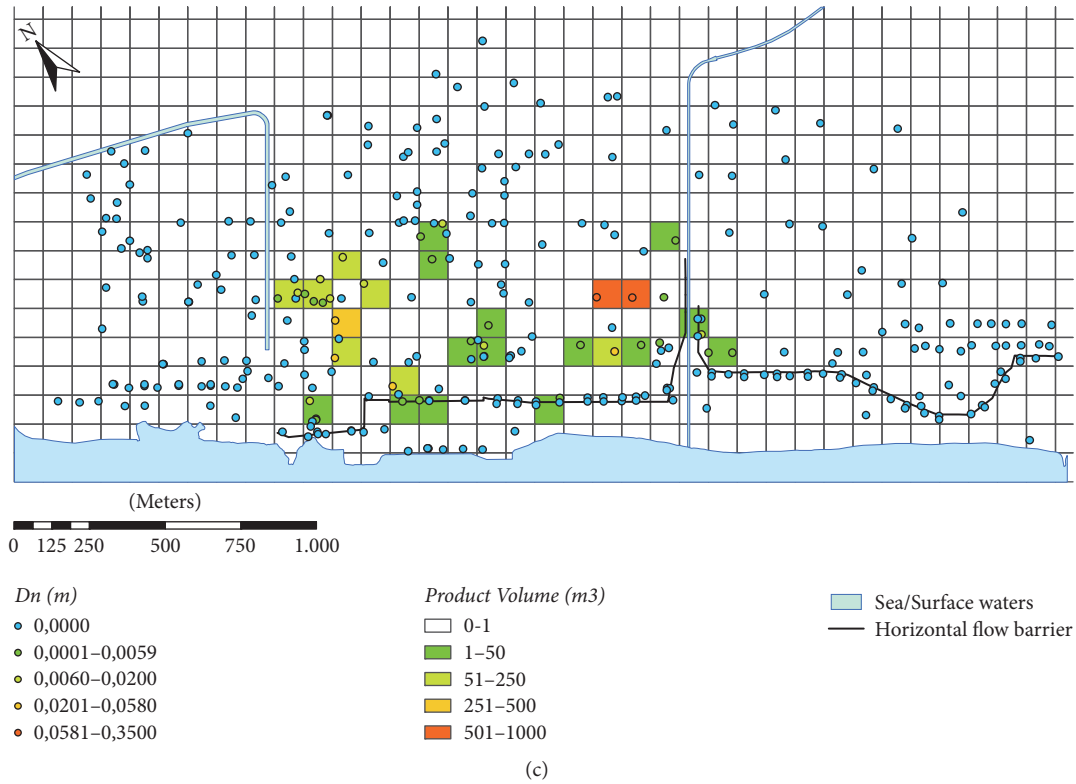 N
(Meters)
0 125 250 500 750 1.000
Dn (m)
0,0000
0,0001–0,0059
0,0060–0,0200
0,0201–0,0580
0,0581–0,3500
Product Volume (m3)
0-1
1–50
51–250
251–500
501–1000
Sea/Surface waters
Horizontal flow barrier
(c)